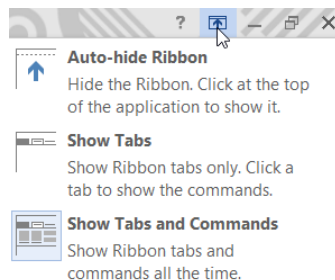 ?
Auto-hide Ribbon
Hide the Ribbon. Click at the top
of the application to show it.
Show Tabs
Show Ribbon tabs only. Click a
tab to show the commands.
Show Tabs and Commands
Show Ribbon tabs and
commands all the time.